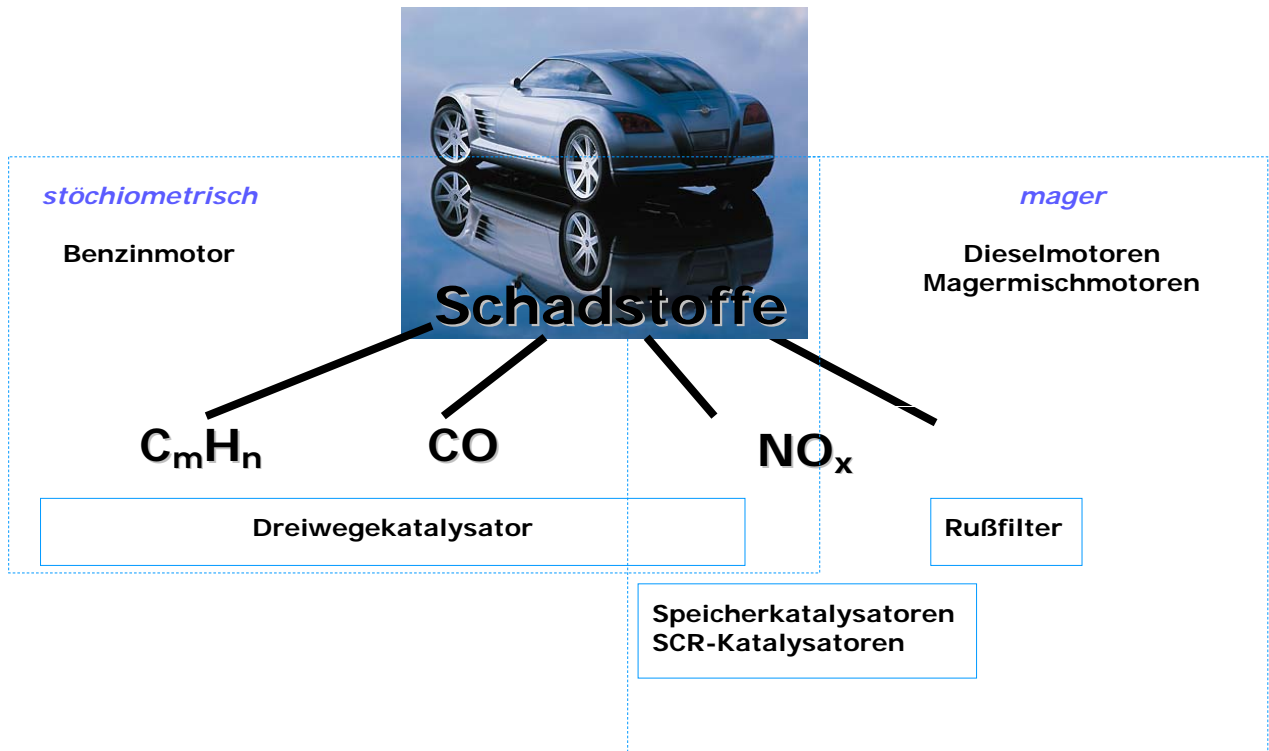 stöchiometrisch
mager
Benzinmotor
Dieselmotoren
Magermischmotoren
Schadstoffe
CmHn
CO
NOx
Dreiwegekatalysator
Rußfilter
Speicherkatalysatoren
SCR-Katalysatoren